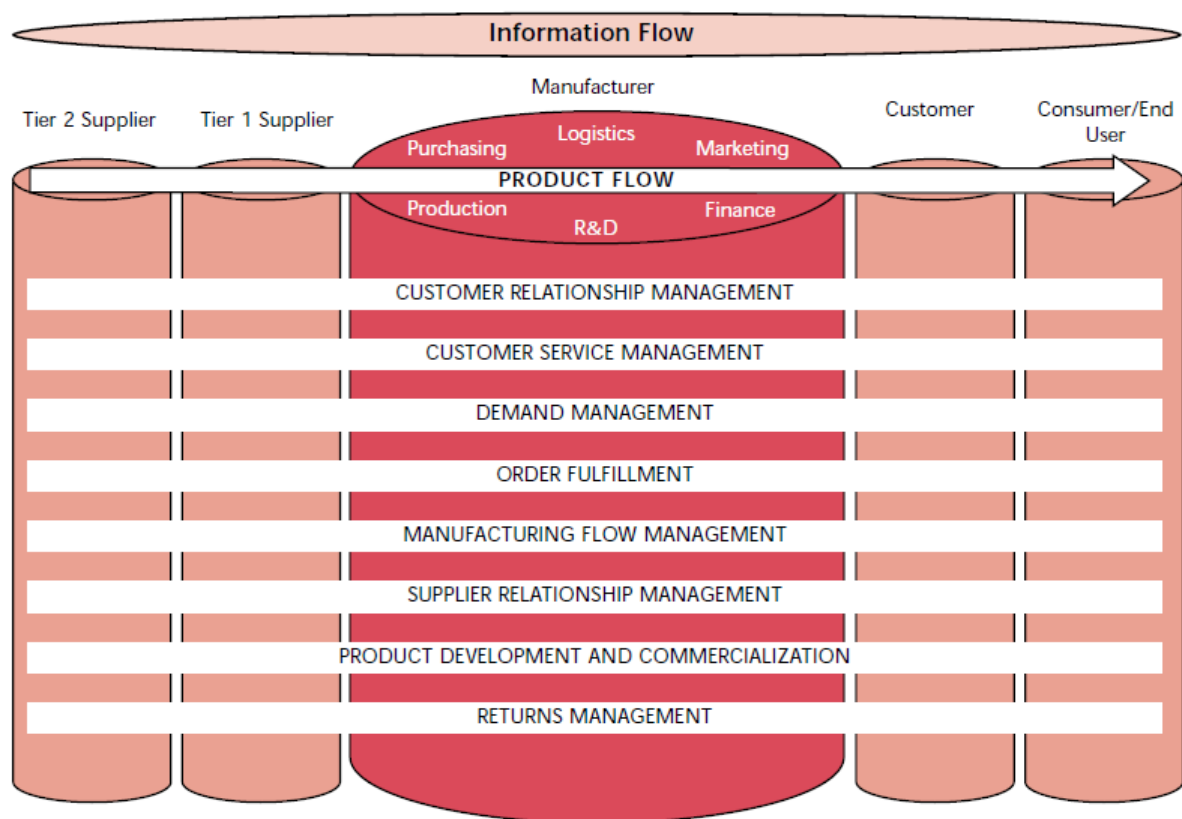 Information Flow
Manufacturer
Tier 2 Supplier
Tier 1 Supplier
Customer
Consumer/End
User
Logistics
Purchasing
Marketing
PRODUCT FLOW
Production
Finance
R&D
CUSTOMER RELATIONSHIP MANAGEMENT
CUSTOMER SERVICE MANAGEMENT
DEMAND MANAGEMENT
ORDER FULFILLMENT
MANUFACTURING FLOW MANAGEMENT
SUPPLIER RELATIONSHIP MANAGEMENT
PRODUCT DEVELOPMENT AND COMMERCIALIZATION
RETURNS MANAGEMENT